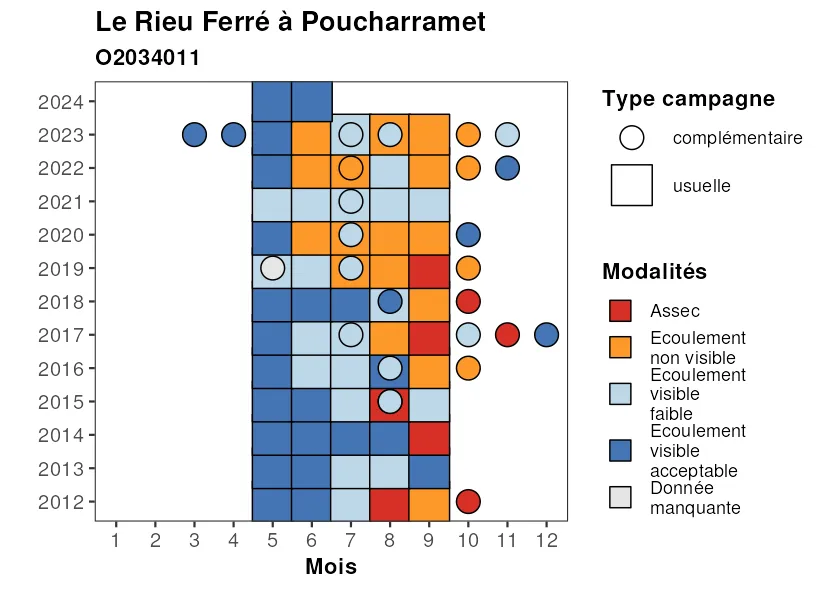 Le Rieu Ferré à Poucharramet
O2034011
2024
2023
2022
2021
2020
2019
2018
2017
2016
2015
2014
2013
2012
1 2 3 4 5 6 7 8 9 10 11 12
Mois
Type campagne
complémentaire
usuelle
Modalités
Assec
Ecoulement
non visible
Ecoulement
visible
faible
Ecoulement
visible
acceptable
Donnée
manquante